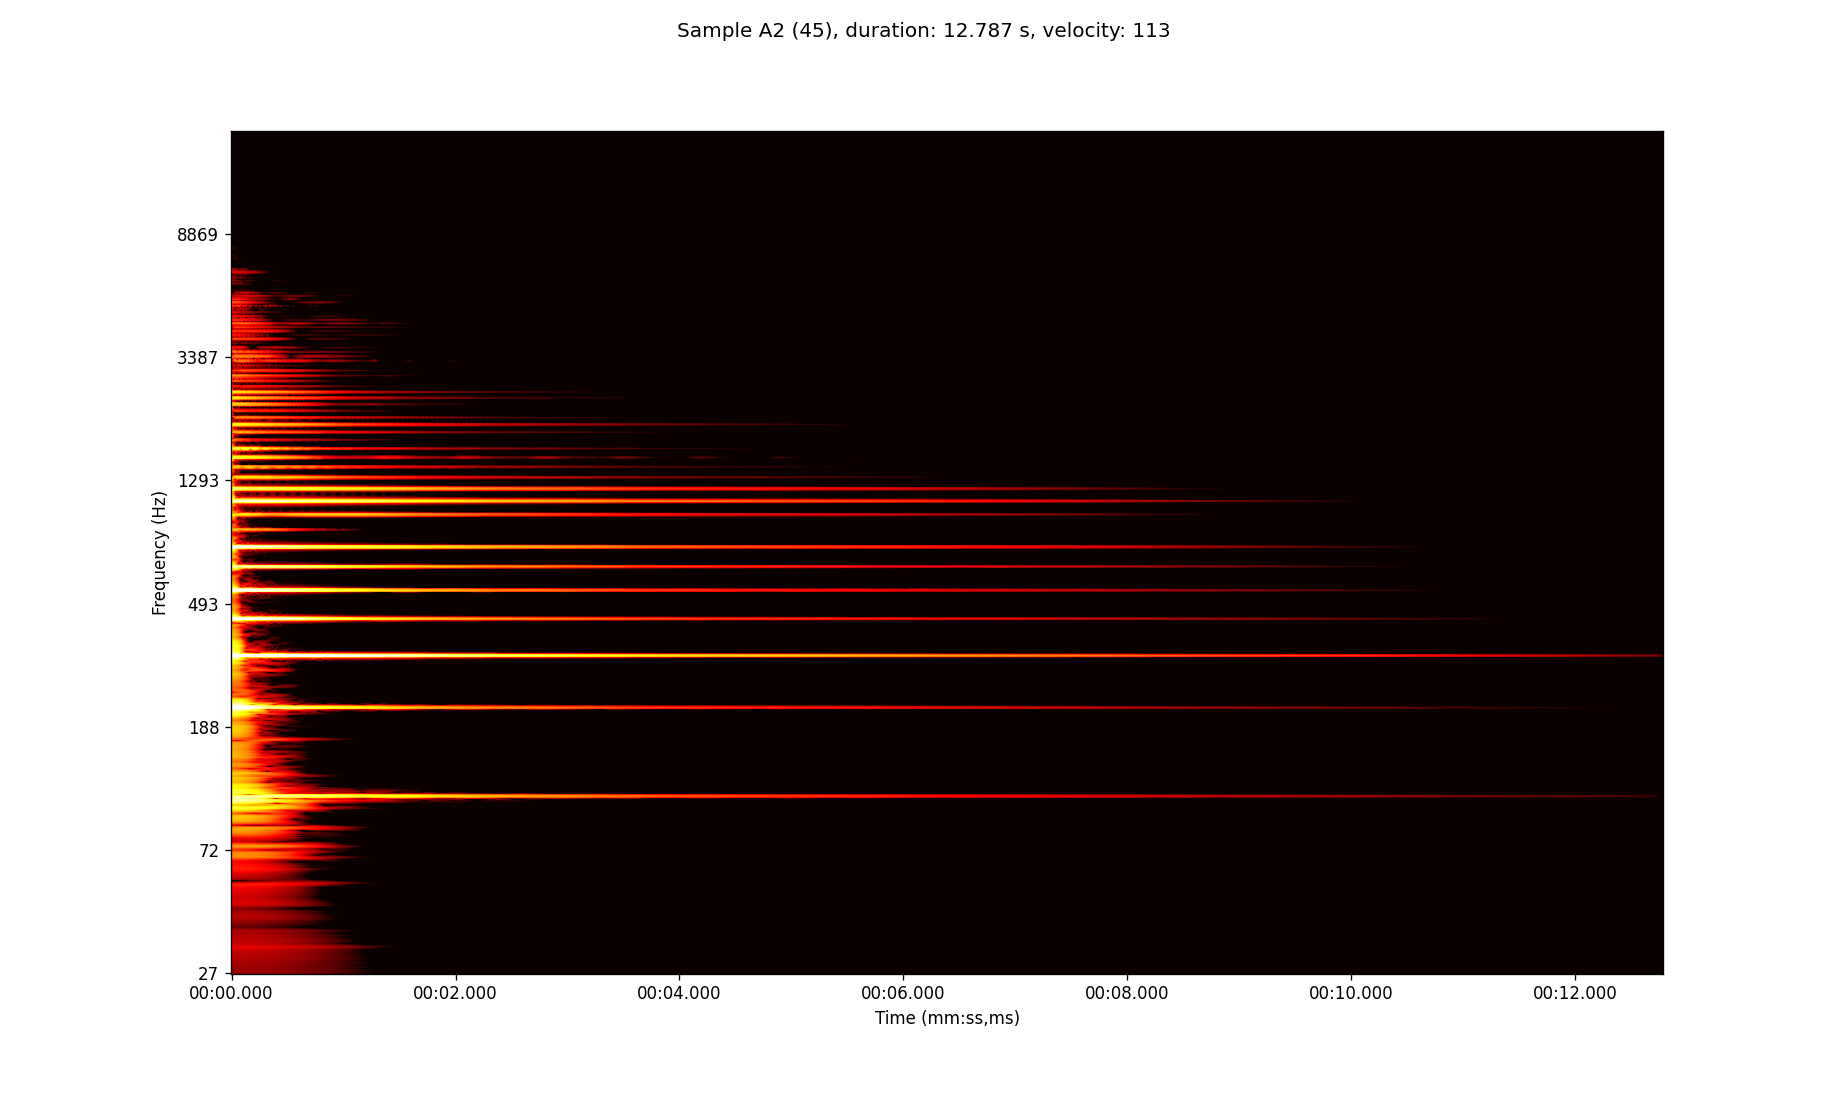 Sample A2 (45), duration: 12.787 s, velocity: 113
8869
3387
1293
493
188
72
27
Frequency (Hz)
00:00.000 00:02.000 00:04.000 00:06.000 00:08.000 00:10.000 00:12.000
Time (mm:ss,ms)